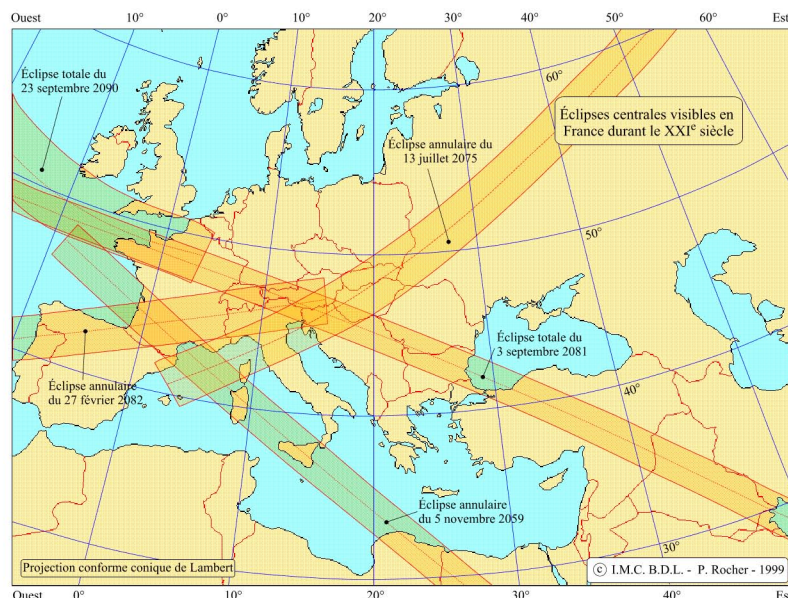 Ouest 10° 0° 10° 20° 30° 40° 50° 60° Est
Éclipse totale du
23 septembre 2090
60°
Éclipses centrales visibles en
France durant le XXIe siècle
Éclipse annulaire du
13 juillet 2075
50°
Éclipse totale du
3 septembre 2081
Éclipse annulaire
du 27 février 2082
40°
Éclipse annulaire
du 5 novembre 2059
30°
Projection conforme conique de Lambert
© I.M.C. B.D.L. - P. Rocher - 1999
Ouest 0° 10° 20° 30° 40° Est